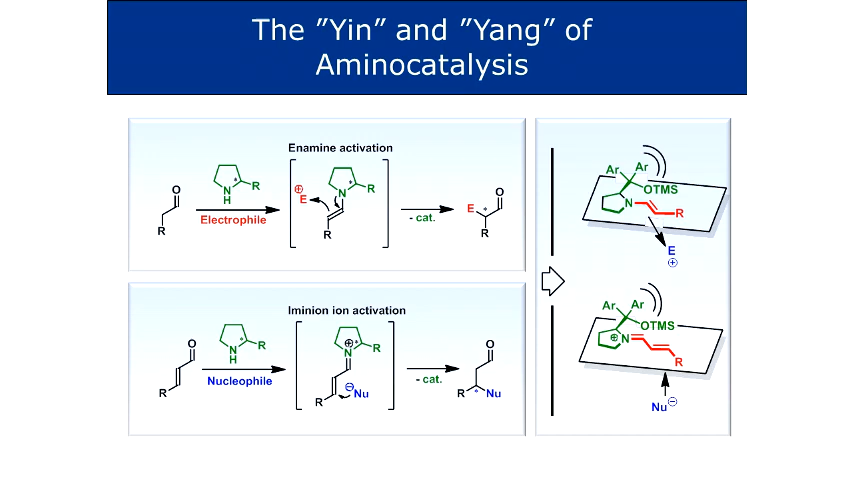 The ”Yin” and ”Yang” of
Aminocatalysis
Enamine activation
O
R
N
H
* R
Electrophile
⊕
E
N
* R
R
- cat.
O
E *
R
Iminion ion activation
O
R
N
H
* R
Nucleophile
⊕
N
* R
R
⊖
Nu
- cat.
O
R * Nu
Ar Ar
OTMS
N
R
E
⊕
Ar Ar
OTMS
⊕ N
R
Nu⊖